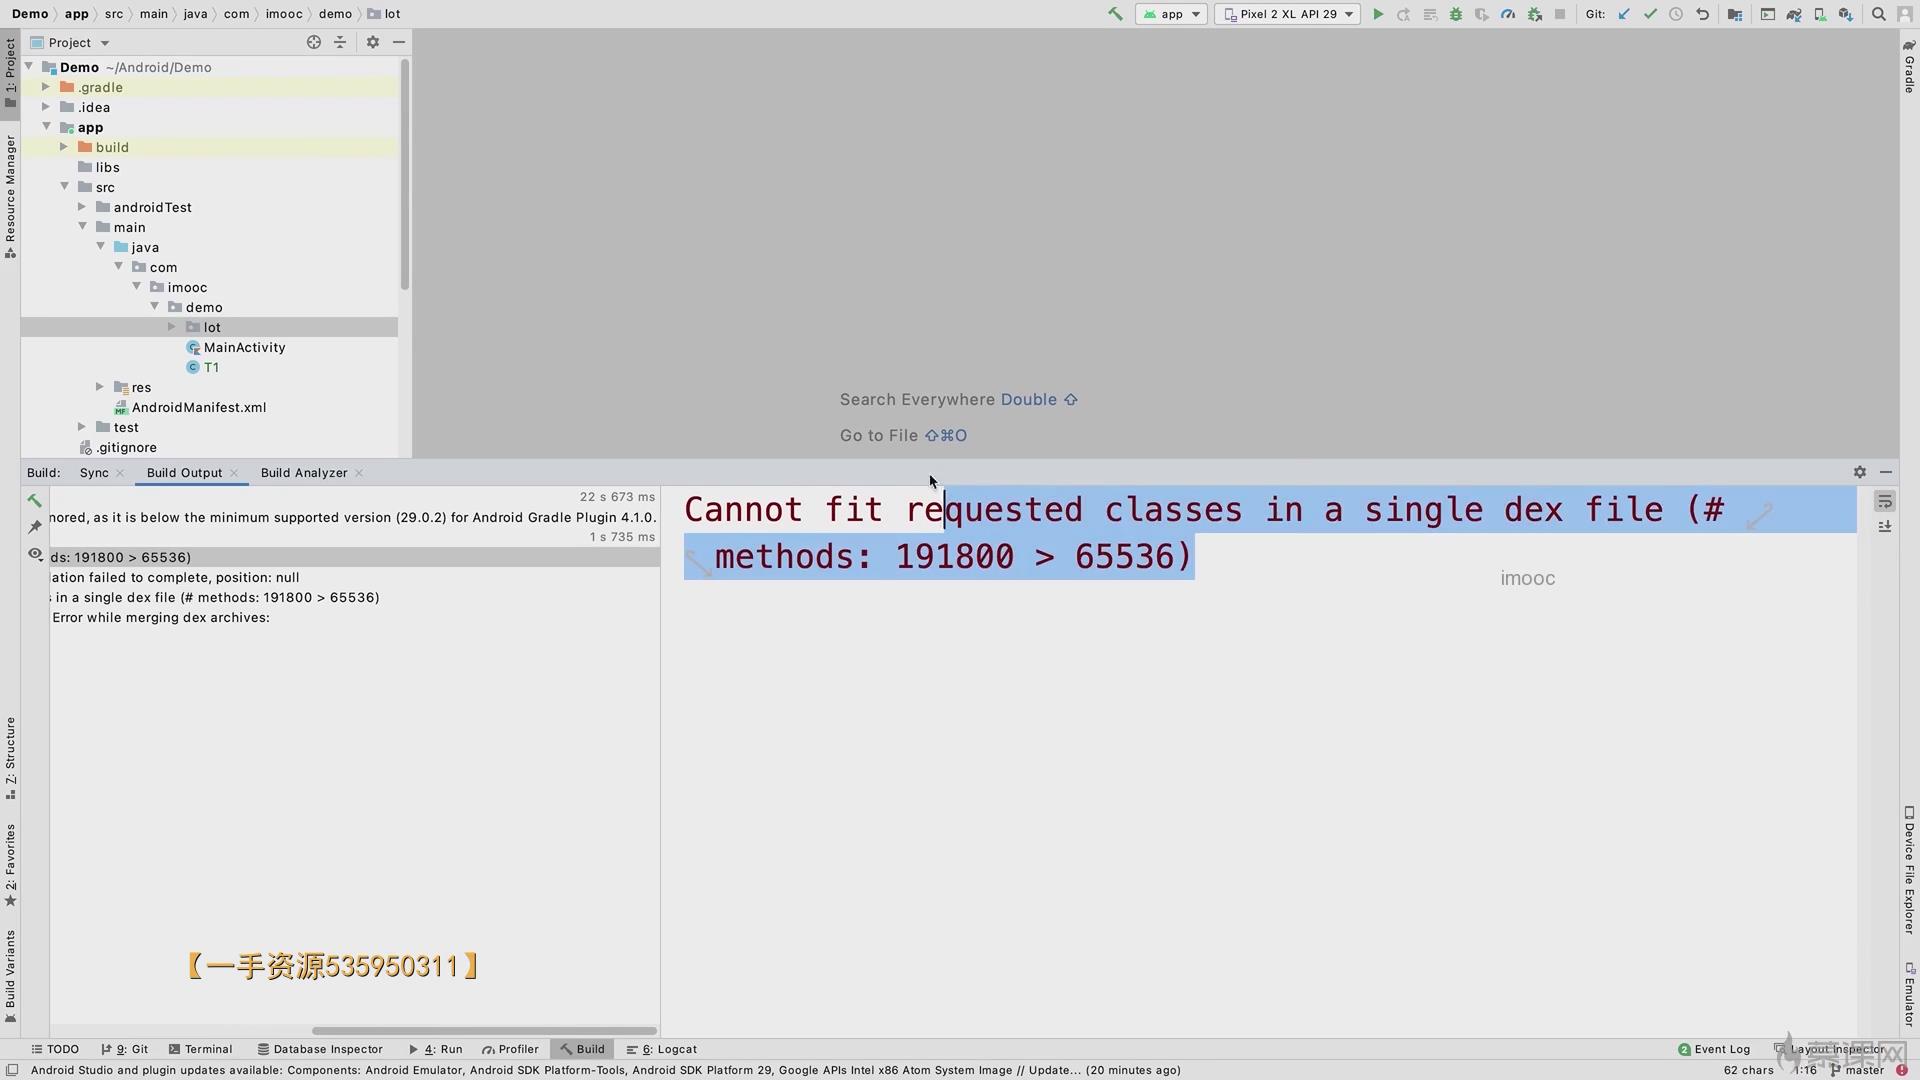 Demo app src main java com imooc demo lot
app Pixel 2 XL API 29 Git:
Project
1: Project
Resource Manager
Demo ~/Android/Demo
.gradle
.idea
app
build
libs
src
androidTest
main
java
com
imooc
demo
lot
MainActivity
T1
res
AndroidManifest.xml
test
.gitignore
Search Everywhere Double ⇧
Go to File ⇧⌘O
Gradle
Build: Sync Build Output Build Analyzer
22 s 673 ms
nored, as it is below the minimum supported version (29.0.2) for Android Gradle Plugin 4.1.0.
1 s 735 ms
ds: 191800 > 65536)
ation failed to complete, position: null
in a single dex file (# methods: 191800 > 65536)
Error while merging dex archives:
Cannot fit requested classes in a single dex file (#
methods: 191800 > 65536)
imooc
【一手资源535950311】
Z: Structure
2: Favorites
Build Variants
Device File Explorer
Emulator
TODO 9: Git Terminal Database Inspector 4: Run Profiler Build 6: Logcat
2 Event Log Layout Inspector
慕课网
Android Studio and plugin updates available: Components: Android Emulator, Android SDK Platform-Tools, Android SDK Platform 29, Google APIs Intel x86 Atom System Image // Update... (20 minutes ago)
62 chars 1:16 master